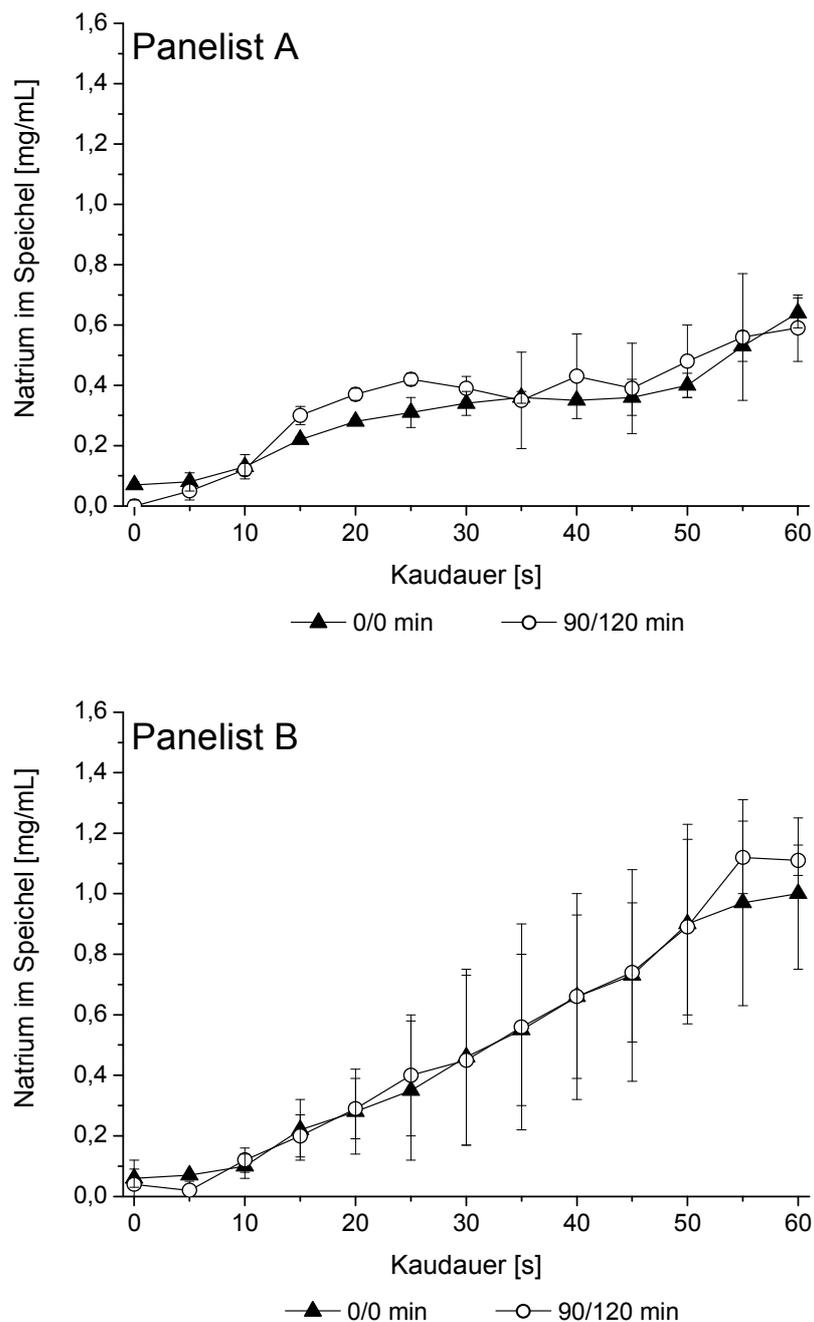 Panelist A
Natrium im Speichel [mg/mL]
1,6
1,4
1,2
1,0
0,8
0,6
0,4
0,2
0,0
0 10 20 30 40 50 60
Kaudauer [s]
0/0 min 90/120 min
Panelist B
Natrium im Speichel [mg/mL]
1,6
1,4
1,2
1,0
0,8
0,6
0,4
0,2
0,0
0 10 20 30 40 50 60
Kaudauer [s]
0/0 min 90/120 min